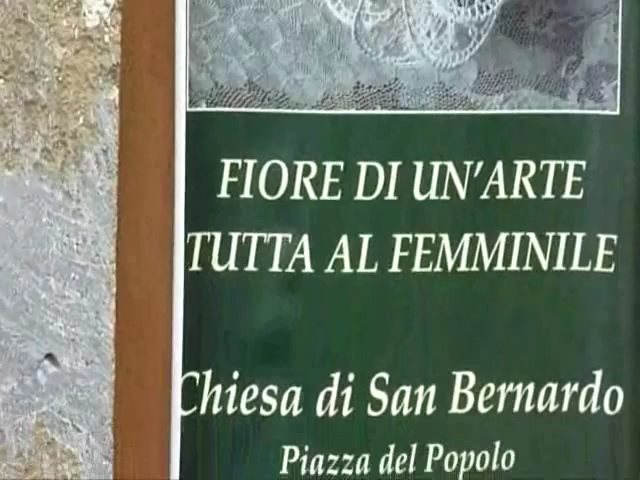 FIORE DI UN'ARTE
TUTTA AL FEMMINILE
Chiesa di San Bernardo
Piazza del Popolo